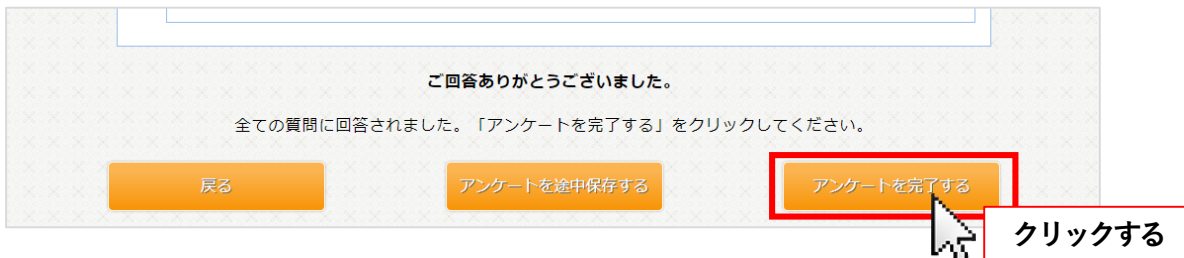 ご回答ありがとうございました。
全ての質問に回答されました。「アンケートを完了する」をクリックしてください。
戻る
アンケートを途中保存する
アンケートを完了する
クリックする